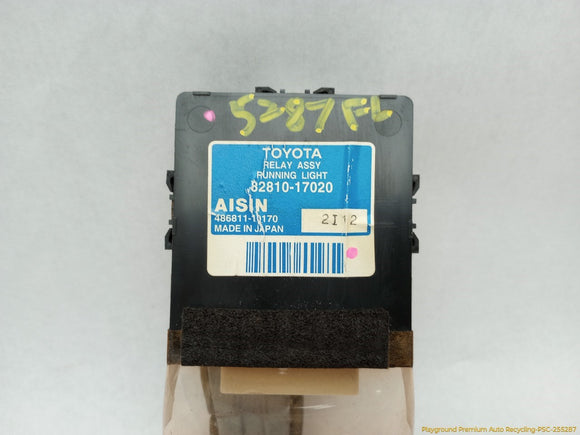 5287FL
TOYOTA
RELAY ASSY
RUNNING LIGHT
82810-17020
AISIN
486811-10170
2I12
MADE IN JAPAN
Playground Premium Auto Recycling-PSC-255287